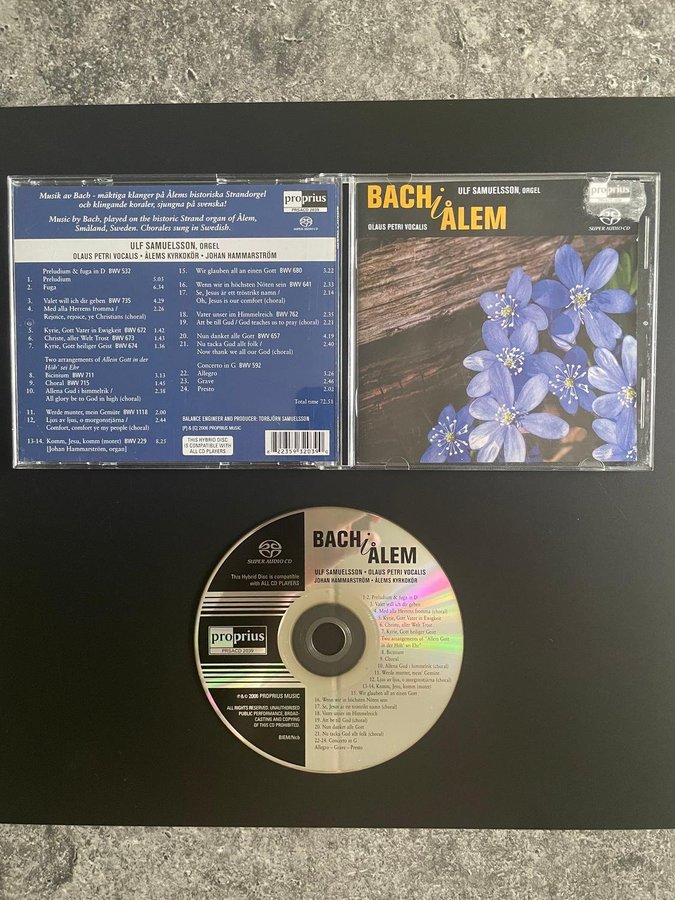 Musik av Bach - mäktiga klanger på Ålems historiska Strandorgel
och klingande koraler, sjungna på svenska!
Music by Bach, played on the historic Strand organ of Ålem,
Småland, Sweden. Chorales sung in Swedish.
proprius
PRSACD 2039
SUPER AUDIO CD
ULF SAMUELSSON, ORGEL
OLAUS PETRI VOCALIS · ÅLEMS KYRKOKÖR · JOHAN HAMMARSTRÖM
Preludium & fuga in D BWV 532
1. Preludium 5.03
2. Fuga 6.34
3. Valet will ich dir geben BWV 735 4.29
4. Med alla Herrens fromma / 2.26
Rejoice, rejoice, ye Christians (choral)
5. Kyrie, Gott Vater in Ewigkeit BWV 672 1.42
6. Christe, aller Welt Trost BWV 673 1.43
7. Kyrie, Gott heiliger Geist BWV 674 1.36
Two arrangements of Allein Gott in der
Höh' sei Ehr
8. Bicinium BWV 711 3.13
9. Choral BWV 715 1.45
10. Allena Gud i himmelrik / 2.18
All glory be to God in high (choral)
11. Werde munter, mein Gemüte BWV 1118 2.00
12. Ljus av ljus, o morgonstjärna / 2.44
Comfort, comfort ye my people (choral)
13-14. Komm, Jesu, komm (motet) BWV 229 8.25
[Johan Hammarström, organ]
15. Wir glauben all an einen Gott BWV 680 3.22
16. Wenn wir in höchsten Nöten sein BWV 641 2.33
17. Se, Jesus är ett tröstrikt namn / 2.14
Oh, Jesus is our comfort (choral)
18. Vater unser im Himmelreich BWV 762 2.35
19. Att be till Gud / God teaches us to pray (choral) 2.21
20. Nun danket alle Gott BWV 657 4.19
21. Nu tacka Gud allt folk / 2.40
Now thank we all our God (choral)
Concerto in G BWV 592
22. Allegro 3.26
23. Grave 2.46
24. Presto 2.02
Total time 72.51
BALANCE ENGINEER AND PRODUCER: TORBJÖRN SAMUELSSON
[P] & [C] 2006 PROPRIUS MUSIC
THIS HYBRID DISC
IS COMPATIBLE WITH
ALL CD PLAYERS
BACH i ÅLEM
ULF SAMUELSSON, ORGEL
OLAUS PETRI VOCALIS
proprius
SUPER AUDIO CD
SUPER AUDIO CD
This Hybrid Disc is compatible
with ALL CD PLAYERS
proprius
PRSACD 2039
℗ & © 2006 PROPRIUS MUSIC
ALL RIGHTS RESERVED. UNAUTHORISED
PUBLIC PERFORMANCE, BROAD-
CASTING AND COPYING
OF THIS CD PROHIBITED.
BIEM/Ncb
BACH i ÅLEM
ULF SAMUELSSON · OLAUS PETRI VOCALIS
JOHAN HAMMARSTRÖM · ÅLEMS KYRKOKÖR
1-2. Preludium & fuga in D
3. Valet will ich dir geben
4. Med alla Herrens fromma (choral)
5. Kyrie, Gott Vater in Ewigkeit
6. Christe, aller Welt Trost
7. Kyrie, Gott heiliger Geist
Two arrangements of "Allein Gott
in der Höh' sei Ehr"
8. Bicinium
9. Choral
10. Allena Gud i himmelrik (choral)
11. Werde munter, mein' Gemüte
12. Ljus av ljus, o morgonstjärna (choral)
13-14. Komm, Jesu, komm (motet)
15. Wir glauben all an einen Gott
16. Wenn wir in höchsten Nöten sein
17. Se, Jesus är ett tröstrikt namn (choral)
18. Vater unser im Himmelreich
19. Att be till Gud (choral)
20. Nun danket alle Gott
21. Nu tacka Gud allt folk (choral)
22-24. Concerto in G
Allegro – Grave – Presto